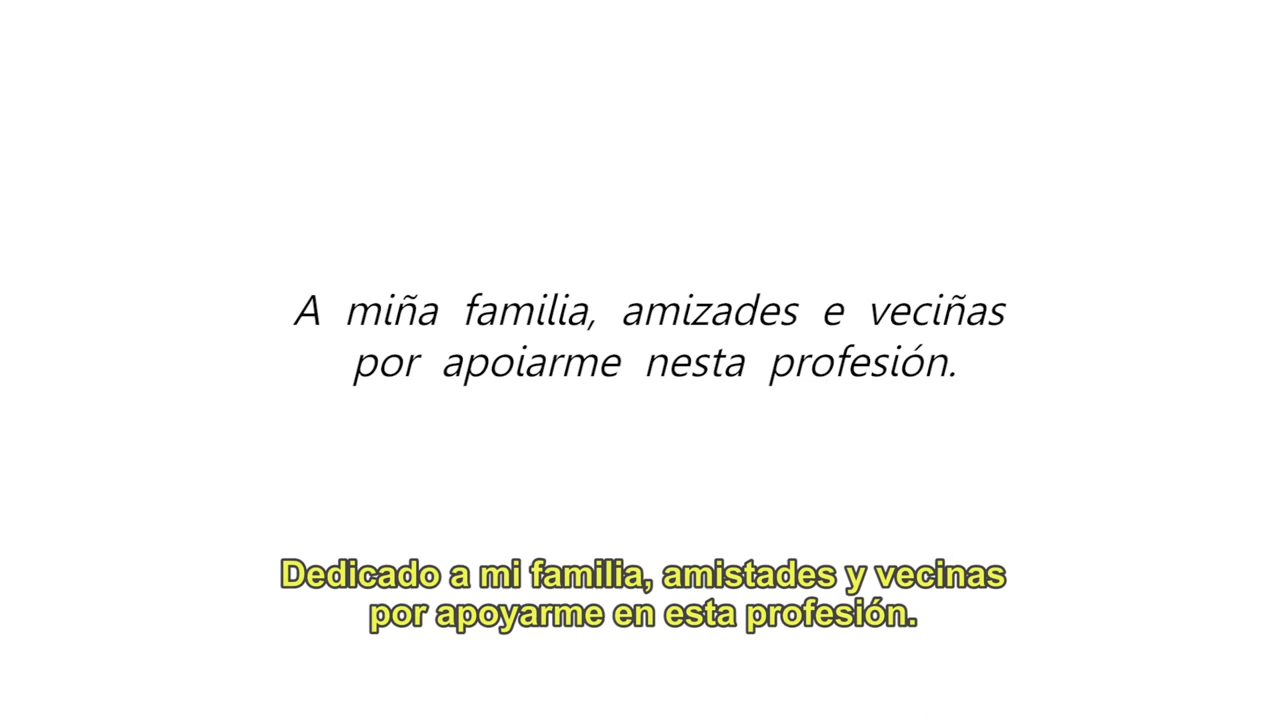 A miña familia, amizades e veciñas
por apoiarme nesta profesión.
Dedicado a mi familia, amistades y vecinas
por apoyarme en esta profesión.